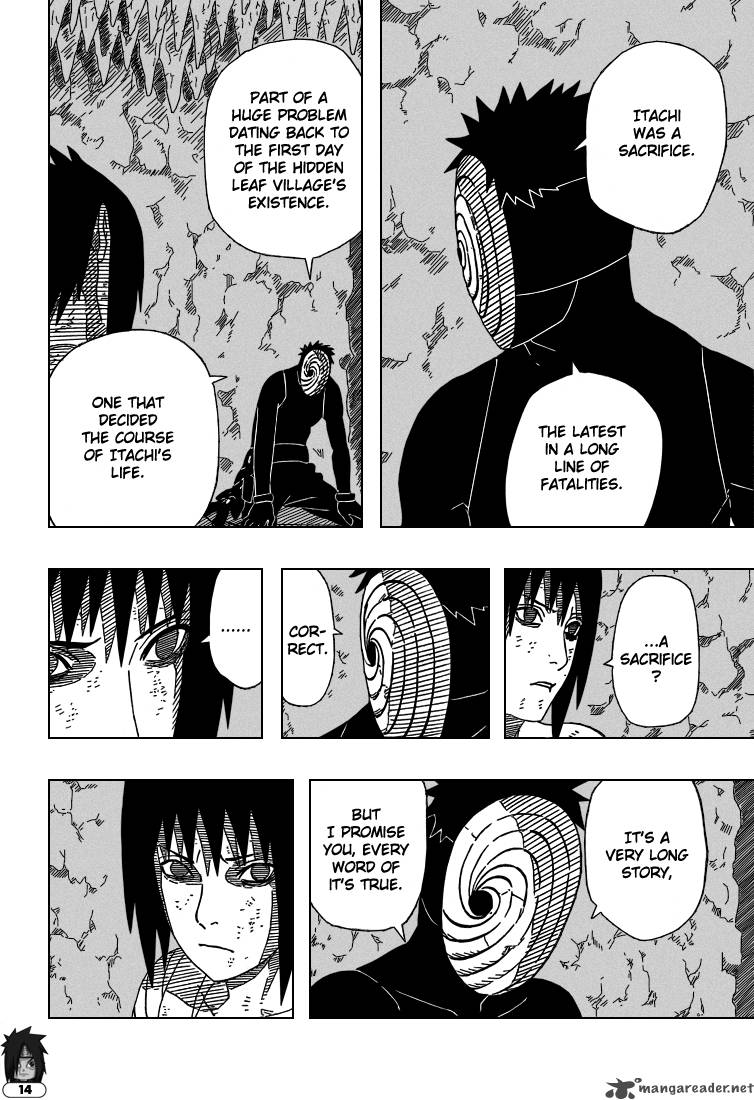 ITACHI
WAS A
SACRIFICE.
THE LATEST
IN A LONG
LINE OF
FATALITIES.
PART OF A
HUGE PROBLEM
DATING BACK TO
THE FIRST DAY
OF THE HIDDEN
LEAF VILLAGE'S
EXISTENCE.
ONE THAT
DECIDED
THE COURSE
OF ITACHI'S
LIFE.
...A
SACRIFICE
?
COR-
RECT.
......
IT'S A
VERY LONG
STORY,
BUT
I PROMISE
YOU, EVERY
WORD OF
IT'S TRUE.
14
mangareader.net